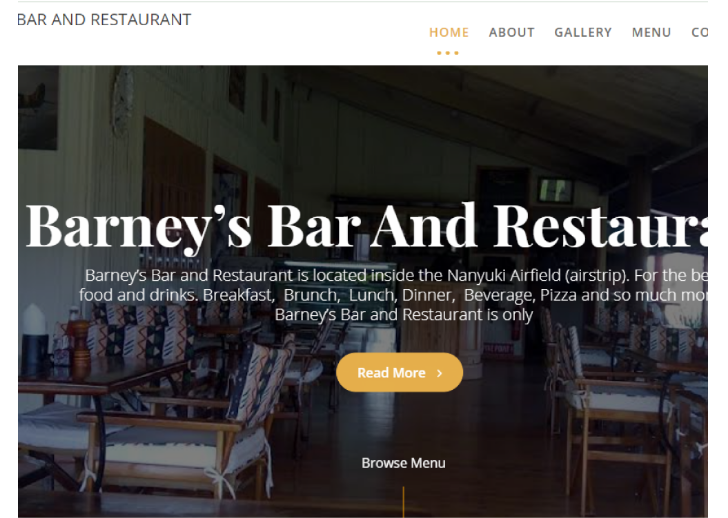 BAR AND RESTAURANT
HOME ABOUT GALLERY MENU CO
Barney's Bar And Restaura
Barney's Bar and Restaurant is located inside the Nanyuki Airfield (airstrip). For the be
food and drinks. Breakfast, Brunch, Lunch, Dinner, Beverage, Pizza and so much mor
Barney's Bar and Restaurant is only
Read More >
Browse Menu